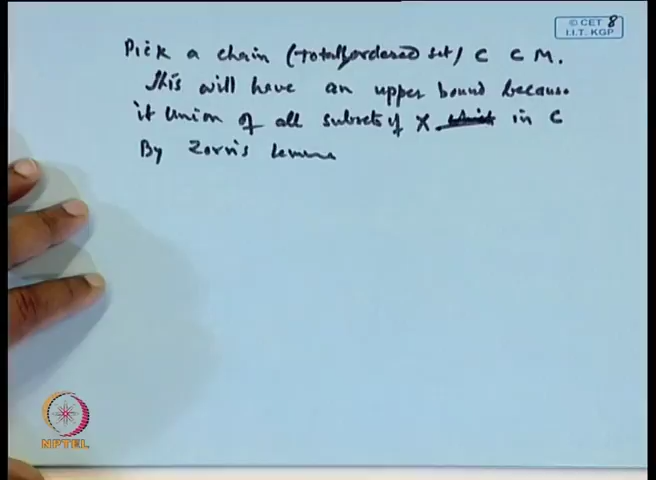 © CET 8
I.I.T. KGP
Pick a chain (totally ordered set) C ⊂ M.
This will have an upper bound because
it Union of all subsets of X in C
By Zorn's Lemma
NPTEL